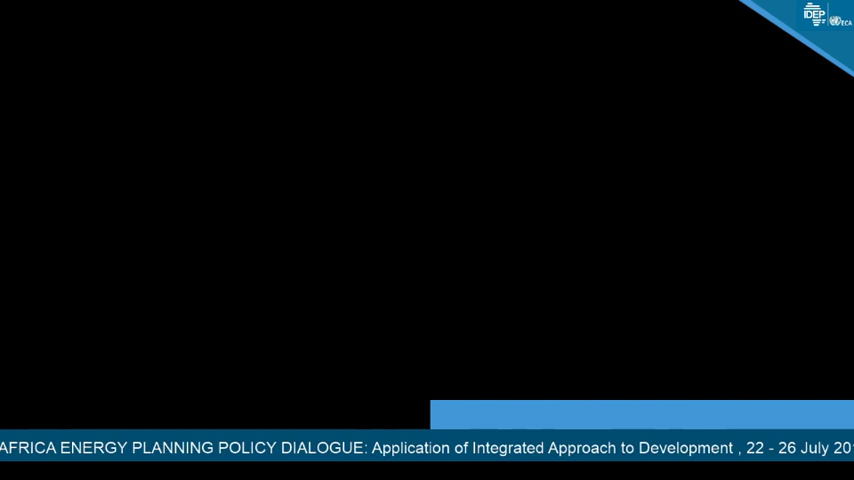 IDEP
ECA
AFRICA ENERGY PLANNING POLICY DIALOGUE: Application of Integrated Approach to Development , 22 - 26 July 20